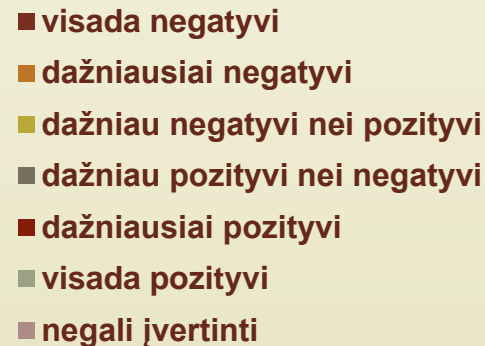 visada negatyvi
dažniausiai negatyvi
dažniau negatyvi nei pozityvi
dažniau pozityvi nei negatyvi
dažniausiai pozityvi
visada pozityvi
negali įvertinti